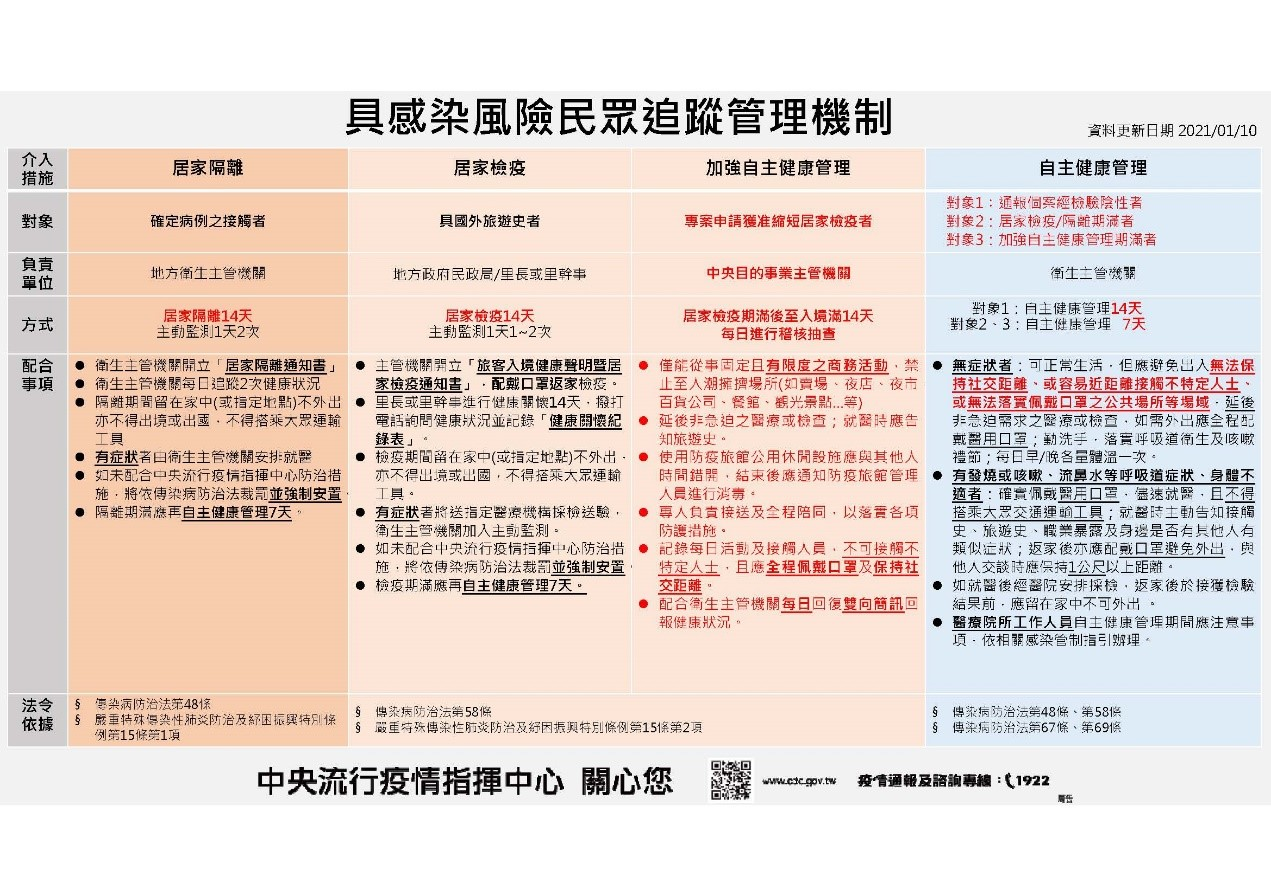 具感染風險民眾追蹤管理機制
資料更新日期 2021/01/10
介入
措施
居家隔離
居家檢疫
加強自主健康管理
自主健康管理
對象
確定病例之接觸者
具國外旅遊史者
專案申請獲准縮短居家檢疫者
對象1：通報個案經檢驗陰性者
對象2：居家檢疫/隔離期滿者
對象3：加強自主健康管理期滿者
負責
單位
地方衛生主管機關
地方政府民政局/里長或里幹事
中央目的事業主管機關
衛生主管機關
方式
居家隔離14天
主動監測1天2次
居家檢疫14天
主動監測1天1~2次
居家檢疫期滿後至入境滿14天
每日進行稽核抽查
對象1：自主健康管理14天
對象2、3：自主健康管理 7天
配合
事項
● 衛生主管機關開立「居家隔離通知書」
● 衛生主管機關每日追蹤2次健康狀況
● 隔離期間留在家中(或指定地點)不外出
亦不得出境或出國，不得搭乘大眾運輸
工具
● 有症狀者由衛生主管機關安排就醫
● 如未配合中央流行疫情指揮中心防治措
施，將依傳染病防治法裁罰並強制安置
● 隔離期滿應再自主健康管理7天。
● 主管機關開立「旅客入境健康聲明暨居
家檢疫通知書」，配戴口罩返家檢疫。
● 里長或里幹事進行健康關懷14天，撥打
電話詢問健康狀況並記錄「健康關懷紀
錄表」。
● 檢疫期間留在家中(或指定地點)不外出，
亦不得出境或出國，不得搭乘大眾運輸
工具。
● 有症狀者將送指定醫療機構採檢送驗，
衛生主管機關加入主動監測。
● 如未配合中央流行疫情指揮中心防治措
施，將依傳染病防治法裁罰並強制安置
● 檢疫期滿應再自主健康管理7天。
● 僅能從事固定且有限度之商務活動，禁
止至人潮擁擠場所(如賣場、夜店、夜市
百貨公司、餐館、觀光景點...等)
● 延後非急迫之醫療或檢查；就醫時應告
知旅遊史。
● 使用防疫旅館公用休閒設施應與其他人
時間錯開，結束後應通知防疫旅館管理
人員進行消毒。
● 專人負責接送及全程陪同，以落實各項
防護措施。
● 記錄每日活動及接觸人員，不可接觸不
特定人士，且應全程佩戴口罩及保持社
交距離。
● 配合衛生主管機關每日回復雙向簡訊回
報健康狀況。
● 無症狀者：可正常生活，但應避免出入無法保
持社交距離、或容易近距離接觸不特定人士、
或無法落實佩戴口罩之公共場所等場域，延後
非急迫需求之醫療或檢查，如需外出應全程配
戴醫用口罩；勤洗手，落實呼吸道衛生及咳嗽
禮節；每日早/晚各量體溫一次。
● 有發燒或咳嗽、流鼻水等呼吸道症狀、身體不
適者：確實佩戴醫用口罩，儘速就醫，且不得
搭乘大眾交通運輸工具；就醫時主動告知接觸
史、旅遊史、職業暴露及身邊是否有其他人有
類似症狀；返家後亦應配戴口罩避免外出，與
他人交談時應保持1公尺以上距離。
● 如就醫後經醫院安排採檢，返家後於接獲檢驗
結果前，應留在家中不可外出 。
● 醫療院所工作人員自主健康管理期間應注意事
項，依相關感染管制指引辦理。
法令
依據
§ 傳染病防治法第48條
§ 嚴重特殊傳染性肺炎防治及紓困振興特別條
例第15條第1項
§ 傳染病防治法第58條
§ 嚴重特殊傳染性肺炎防治及紓困振興特別條例第15條第2項
§ 傳染病防治法第48條、第58條
§ 傳染病防治法第67條、第69條
中央流行疫情指揮中心 關心您
www.cdc.gov.tw
疫情通報及諮詢專線：1922
廣告